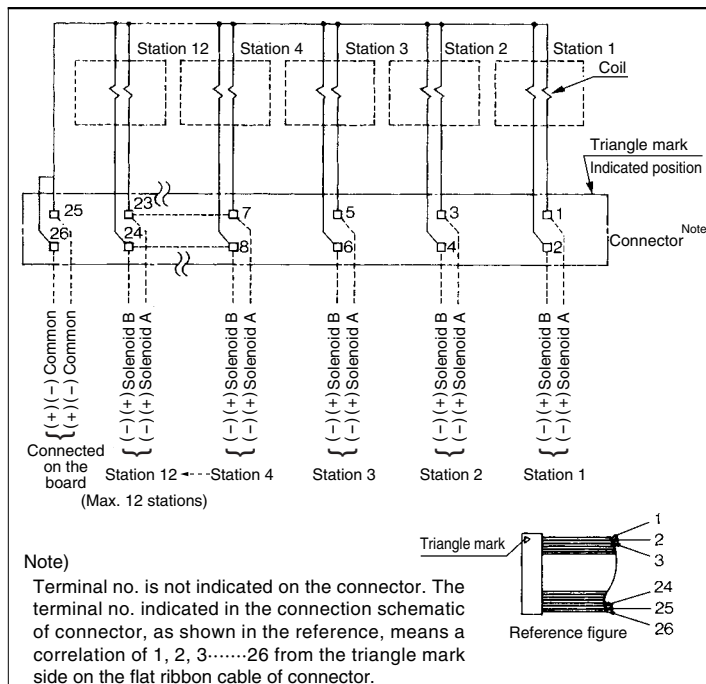 Station 12 Station 4 Station 3 Station 2 Station 1
Coil
Triangle mark
Indicated position
25 23 7 5 3 1
26 24 8 6 4 2
Connector Note)
(+)(−) Common
(+)(−) Common
(−)(+) Solenoid B
(−)(+) Solenoid A
(−)(+) Solenoid B
(−)(+) Solenoid A
(−)(+) Solenoid B
(−)(+) Solenoid A
(−)(+) Solenoid B
(−)(+) Solenoid A
(−)(+) Solenoid B
(−)(+) Solenoid A
Connected
on the
board
Station 12 Station 4 Station 3 Station 2 Station 1
(Max. 12 stations)
Triangle mark
1
2
3
24
25
26
Reference figure
Note)
Terminal no. is not indicated on the connector. The
terminal no. indicated in the connection schematic
of connector, as shown in the reference, means a
correlation of 1, 2, 3·······26 from the triangle mark
side on the flat ribbon cable of connector.